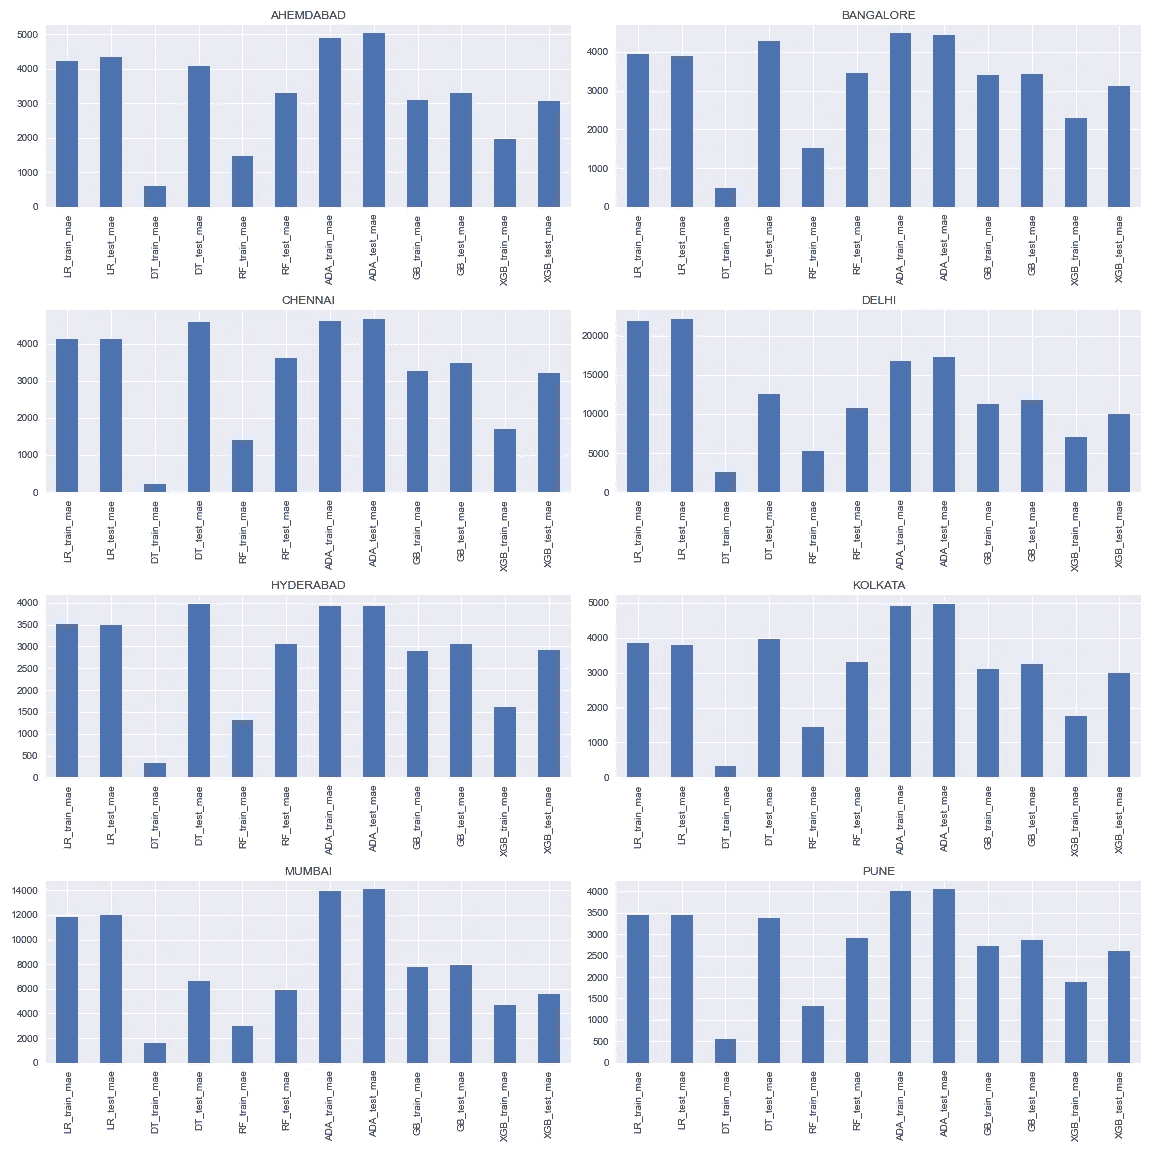 AHEMDABAD
5000
4000
3000
2000
1000
0
LR_train_mae
LR_test_mae
DT_train_mae
DT_test_mae
RF_train_mae
RF_test_mae
ADA_train_mae
ADA_test_mae
GB_train_mae
GB_test_mae
XGB_train_mae
XGB_test_mae
BANGALORE
4000
3000
2000
1000
0
LR_train_mae
LR_test_mae
DT_train_mae
DT_test_mae
RF_train_mae
RF_test_mae
ADA_train_mae
ADA_test_mae
GB_train_mae
GB_test_mae
XGB_train_mae
XGB_test_mae
CHENNAI
4000
3000
2000
1000
0
LR_train_mae
LR_test_mae
DT_train_mae
DT_test_mae
RF_train_mae
RF_test_mae
ADA_train_mae
ADA_test_mae
GB_train_mae
GB_test_mae
XGB_train_mae
XGB_test_mae
DELHI
20000
15000
10000
5000
0
LR_train_mae
LR_test_mae
DT_train_mae
DT_test_mae
RF_train_mae
RF_test_mae
ADA_train_mae
ADA_test_mae
GB_train_mae
GB_test_mae
XGB_train_mae
XGB_test_mae
HYDERABAD
4000
3500
3000
2500
2000
1500
1000
500
0
LR_train_mae
LR_test_mae
DT_train_mae
DT_test_mae
RF_train_mae
RF_test_mae
ADA_train_mae
ADA_test_mae
GB_train_mae
GB_test_mae
XGB_train_mae
XGB_test_mae
KOLKATA
5000
4000
3000
2000
1000
0
LR_train_mae
LR_test_mae
DT_train_mae
DT_test_mae
RF_train_mae
RF_test_mae
ADA_train_mae
ADA_test_mae
GB_train_mae
GB_test_mae
XGB_train_mae
XGB_test_mae
MUMBAI
14000
12000
10000
8000
6000
4000
2000
0
LR_train_mae
LR_test_mae
DT_train_mae
DT_test_mae
RF_train_mae
RF_test_mae
ADA_train_mae
ADA_test_mae
GB_train_mae
GB_test_mae
XGB_train_mae
XGB_test_mae
PUNE
4000
3500
3000
2500
2000
1500
1000
500
0
LR_train_mae
LR_test_mae
DT_train_mae
DT_test_mae
RF_train_mae
RF_test_mae
ADA_train_mae
ADA_test_mae
GB_train_mae
GB_test_mae
XGB_train_mae
XGB_test_mae